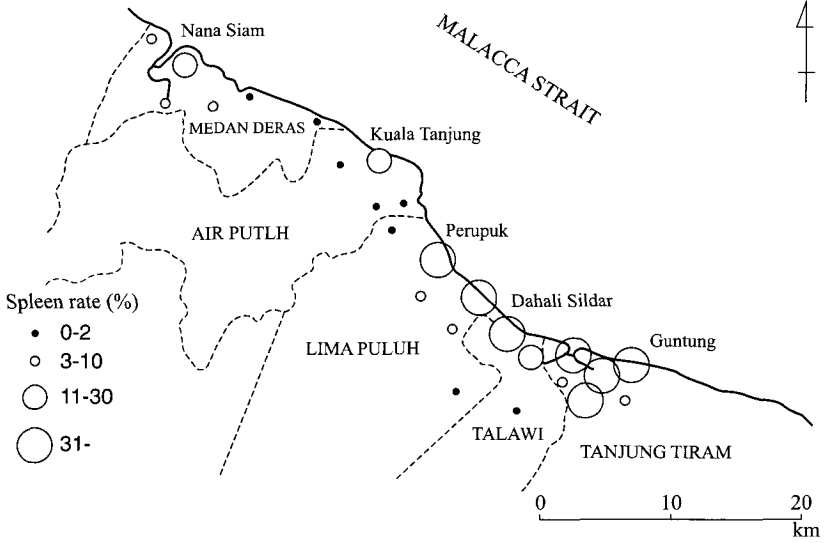 Nana Siam
MALACCA STRAIT
MEDAN DERAS
Kuala Tanjung
AIR PUTLH
Perupuk
Spleen rate (%)
0-2
3-10
11-30
31-
Dahali Sildar
Guntung
LIMA PULUH
TALAWI
TANJUNG TIRAM
0 10 20
km